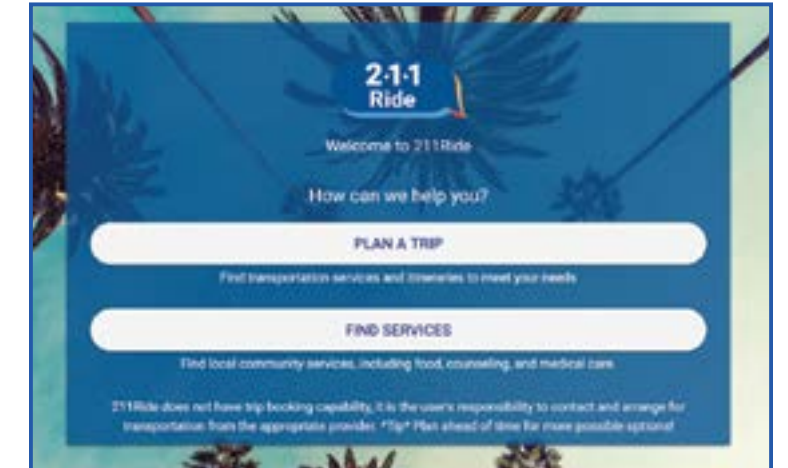 2·1·1
Ride
Welcome to 211Ride
How can we help you?
PLAN A TRIP
Find transportation services and itineraries to meet your needs
FIND SERVICES
Find local community services, including food, counseling, and medical care
211Ride does not have trip booking capability, it is the user's responsibility to contact and arrange for
transportation from the appropriate provider. *Tip* Plan ahead of time for more possible options!